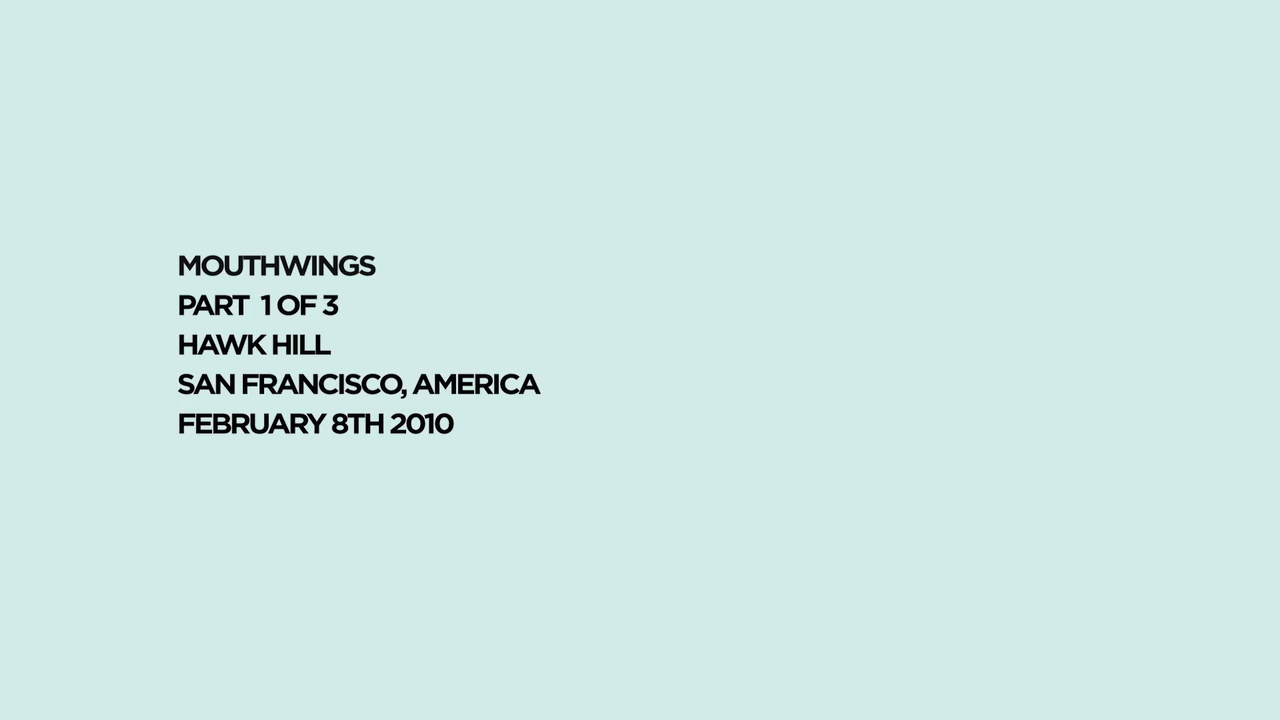 MOUTHWINGS
PART  1 OF 3
HAWK HILL
SAN FRANCISCO, AMERICA
FEBRUARY 8TH 2010